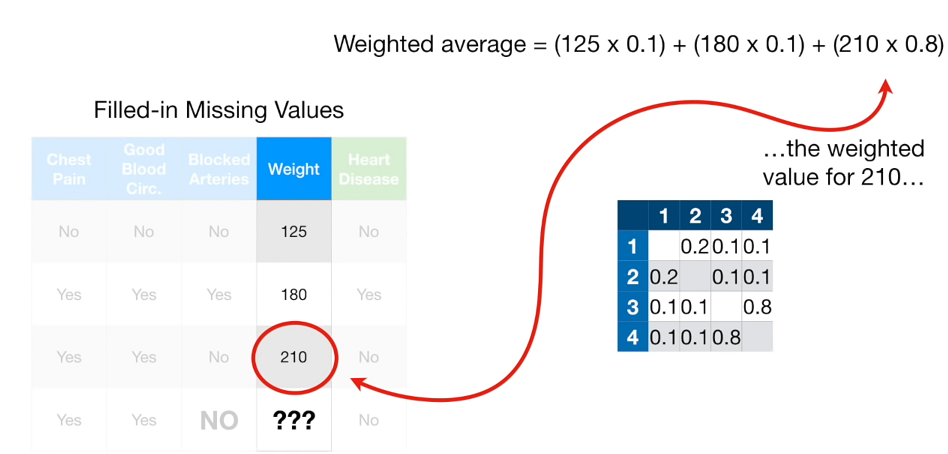 Weighted average = (125 x 0.1) + (180 x 0.1) + (210 x 0.8)
Filled-in Missing Values
...the weighted
value for 210...
Chest Pain Good Blood Circ. Blocked Arteries Weight Heart Disease
No No No 125 No
Yes Yes Yes 180 Yes
Yes Yes No 210 No
Yes Yes NO ??? No
1 2 3 4
1 0.2 0.1 0.1
2 0.2 0.1 0.1
3 0.1 0.1 0.8
4 0.1 0.1 0.8